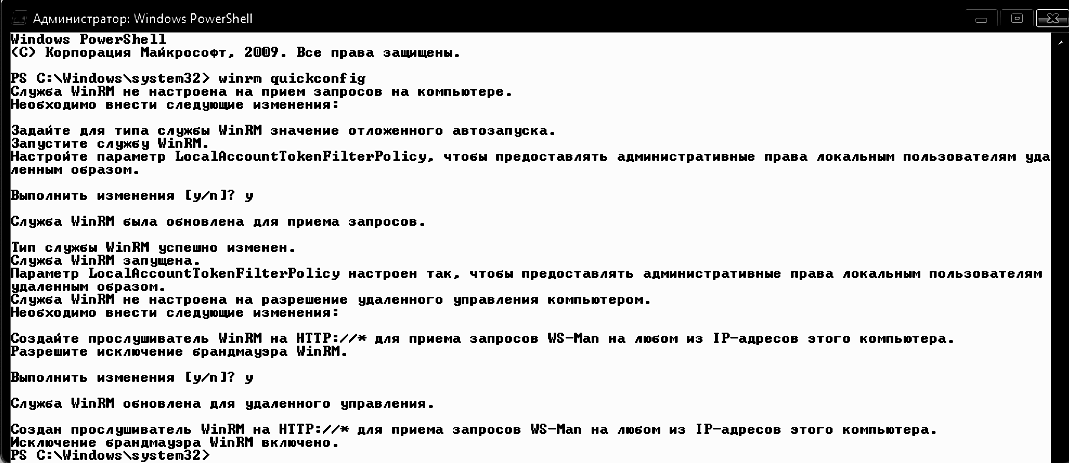 Администратор: Windows PowerShell
Windows PowerShell
(C) Корпорация Майкрософт, 2009. Все права защищены.
PS C:\Windows\system32> winrm quickconfig
Служба WinRM не настроена на прием запросов на компьютере.
Необходимо внести следующие изменения:
Задайте для типа службы WinRM значение отложенного автозапуска.
Запустите службу WinRM.
Настройте параметр LocalAccountTokenFilterPolicy, чтобы предоставлять административные права локальным пользователям уда
ленным образом.
Выполнить изменения [y/n]? y
Служба WinRM была обновлена для приема запросов.
Тип службы WinRM успешно изменен.
Служба WinRM запущена.
Параметр LocalAccountTokenFilterPolicy настроен так, чтобы предоставлять административные права локальным пользователям
удаленным образом.
Служба WinRM не настроена на разрешение удаленного управления компьютером.
Необходимо внести следующие изменения:
Создайте прослушиватель WinRM на HTTP://* для приема запросов WS-Man на любом из IP-адресов этого компьютера.
Разрешите исключение брандмауэра WinRM.
Выполнить изменения [y/n]? y
Служба WinRM обновлена для удаленного управления.
Создан прослушиватель WinRM на HTTP://* для приема запросов WS-Man на любом из IP-адресов этого компьютера.
Исключение брандмауэра WinRM включено.
PS C:\Windows\system32>